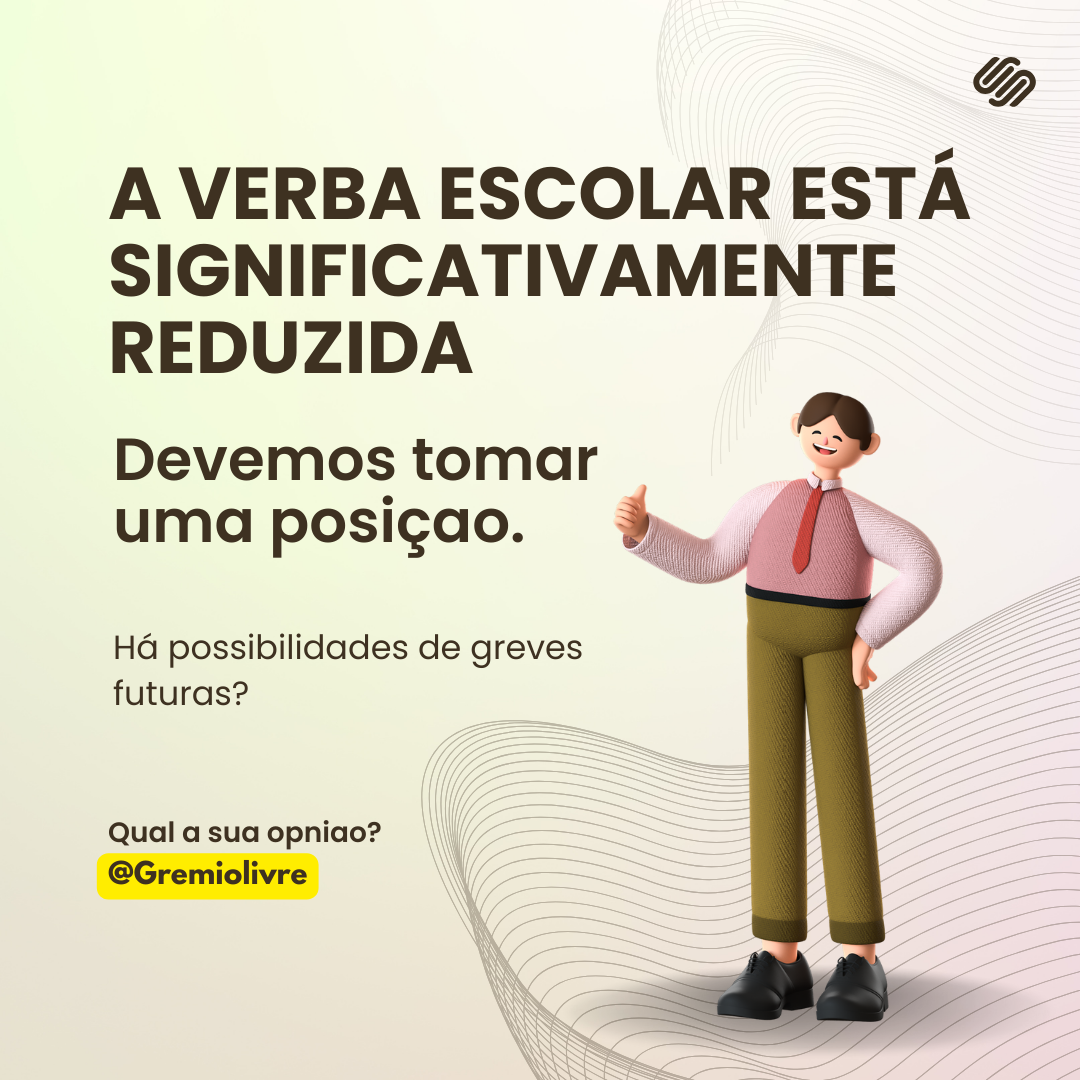 A VERBA ESCOLAR ESTÁ
SIGNIFICATIVAMENTE
REDUZIDA
Devemos tomar
uma posiçao.
Há possibilidades de greves
futuras?
Qual a sua opniao?
@Gremiolivre